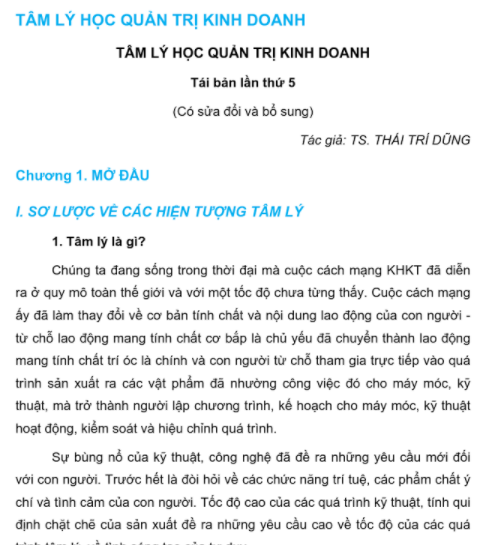 TÂM LÝ HỌC QUẢN TRỊ KINH DOANH
TÂM LÝ HỌC QUẢN TRỊ KINH DOANH
Tái bản lần thứ 5
(Có sửa đổi và bổ sung)
Tác giả: TS. THÁI TRÍ DŨNG
Chương 1. MỞ ĐẦU
I. SƠ LƯỢC VỀ CÁC HIỆN TƯỢNG TÂM LÝ
1. Tâm lý là gì?
Chúng ta đang sống trong thời đại mà cuộc cách mạng KHKT đã diễn
ra ở quy mô toàn thế giới và với một tốc độ chưa từng thấy. Cuộc cách mạng
ấy đã làm thay đổi về cơ bản tính chất và nội dung lao động của con người -
từ chỗ lao động mang tính chất cơ bắp là chủ yếu đã chuyển thành lao động
mang tính chất trí óc là chính và con người từ chỗ tham gia trực tiếp vào quá
trình sản xuất ra các vật phẩm đã nhường công việc đó cho máy móc, kỹ
thuật, mà trở thành người lập chương trình, kế hoạch cho máy móc, kỹ thuật
hoạt động, kiểm soát và hiệu chỉnh quá trình.
Sự bùng nổ của kỹ thuật, công nghệ đã đề ra những yêu cầu mới đối
với con người. Trước hết là đòi hỏi về các chức năng trí tuệ, các phẩm chất ý
chí và tình cảm của con người. Tốc độ cao của các quá trình kỹ thuật, tính qui
định chặt chẽ của sản xuất đề ra những yêu cầu cao về tốc độ của các quá